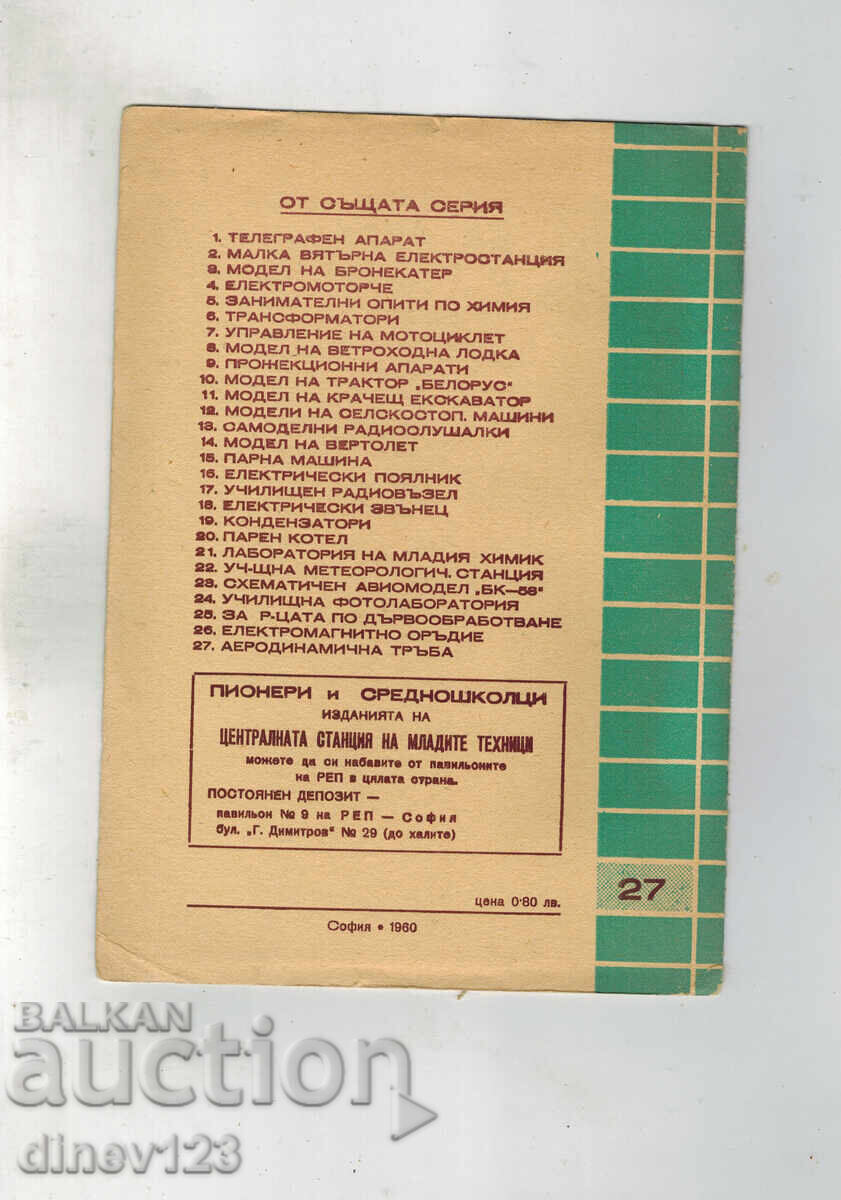 ОТ СЪЩАТА СЕРИЯ
1. ТЕЛЕГРАФЕН АПАРАТ
2. МАЛКА ВЯТЪРНА ЕЛЕКТРОСТАНЦИЯ
3. МОДЕЛ НА БРОНЕКАТЕР
4. ЕЛЕКТРОМОТОРЧЕ
5. ЗАНИМАТЕЛНИ ОПИТИ ПО ХИМИЯ
6. ТРАНСФОРМАТОРИ
7. УПРАВЛЕНИЕ НА МОТОЦИКЛЕТ
8. МОДЕЛ НА ВЕТРОХОДНА ЛОДКА
9. ПРОЖЕКЦИОННИ АПАРАТИ
10. МОДЕЛ НА ТРАКТОР „БЕЛОРУС“
11. МОДЕЛ НА КРАЧЕЩ ЕКСКАВАТОР
12. МОДЕЛИ НА СЕЛСКОСТОП. МАШИНИ
13. САМОДЕЛНИ РАДИОСЛУШАЛКИ
14. МОДЕЛ НА ВЕРТОЛЕТ
15. ПАРНА МАШИНА
16. ЕЛЕКТРИЧЕСКИ ПОЯЛНИК
17. УЧИЛИЩЕН РАДИОВЪЗЕЛ
18. ЕЛЕКТРИЧЕСКИ ЗВЪНЕЦ
19. КОНДЕНЗАТОРИ
20. ПАРЕН КОТЕЛ
21. ЛАБОРАТОРИЯ НА МЛАДИЯ ХИМИК
22. УЧ-ЩНА МЕТЕОРОЛОГИЧ. СТАНЦИЯ
23. СХЕМАТИЧЕН АВИОМОДЕЛ „БК—58“
24. УЧИЛИЩНА ФОТОЛАБОРАТОРИЯ
25. ЗА Р-ЦАТА ПО ДЪРВООБРАБОТВАНЕ
26. ЕЛЕКТРОМАГНИТНО ОРЪДИЕ
27. АЕРОДИНАМИЧНА ТРЪБА
ПИОНЕРИ и СРЕДНОШКОЛЦИ
ИЗДАНИЯТА НА
ЦЕНТРАЛНАТА СТАНЦИЯ НА МЛАДИТЕ ТЕХНИЦИ
можете да си набавите от павильоните
на РЕП в цялата страна.
ПОСТОЯНЕН ДЕПОЗИТ —
павильон № 9 на РЕП — София
бул. „Г. Димитров“ № 29 (до халите)
27
цена 0·80 лв.
София • 1960
BALKAN
auction
dinev123